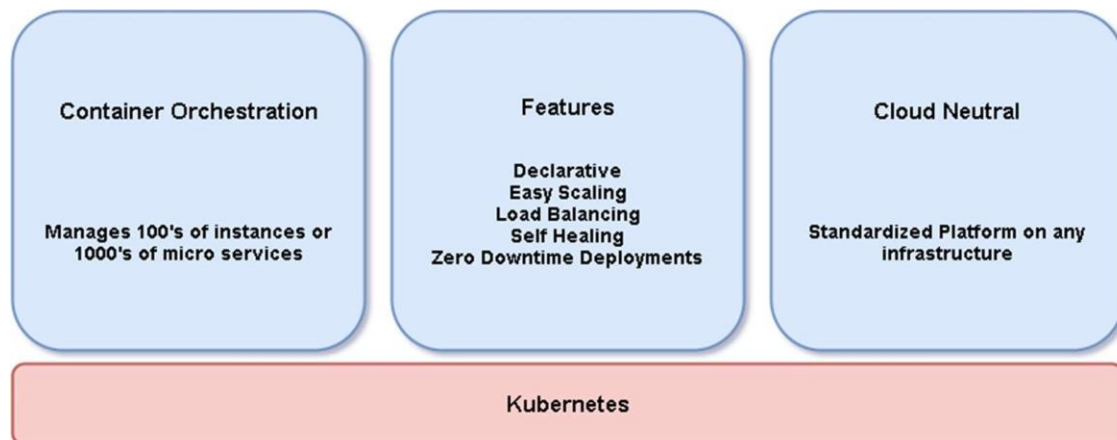 Container Orchestration
Manages 100's of instances or
1000's of micro services
Features
Declarative
Easy Scaling
Load Balancing
Self Healing
Zero Downtime Deployments
Cloud Neutral
Standardized Platform on any
infrastructure
Kubernetes